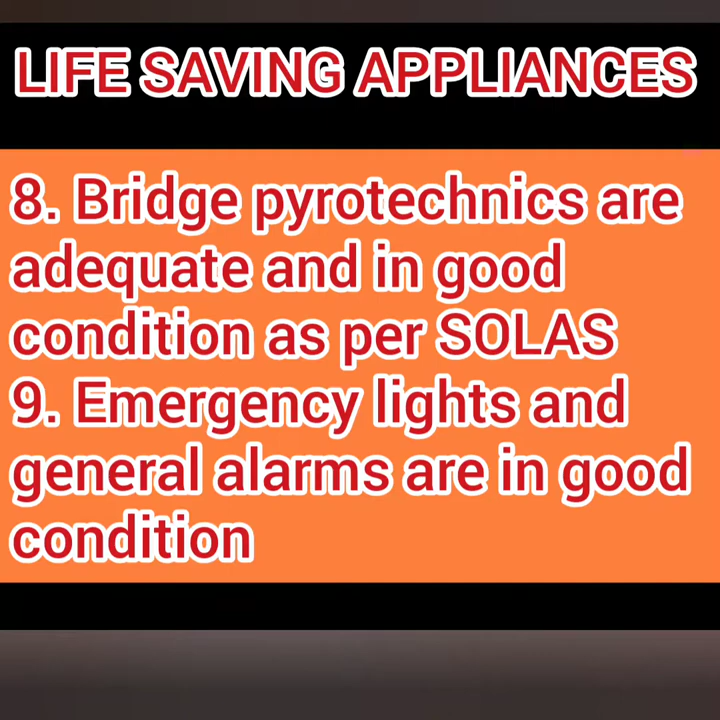 LIFE SAVING APPLIANCES
8. Bridge pyrotechnics are
adequate and in good
condition as per SOLAS
9. Emergency lights and
general alarms are in good
condition